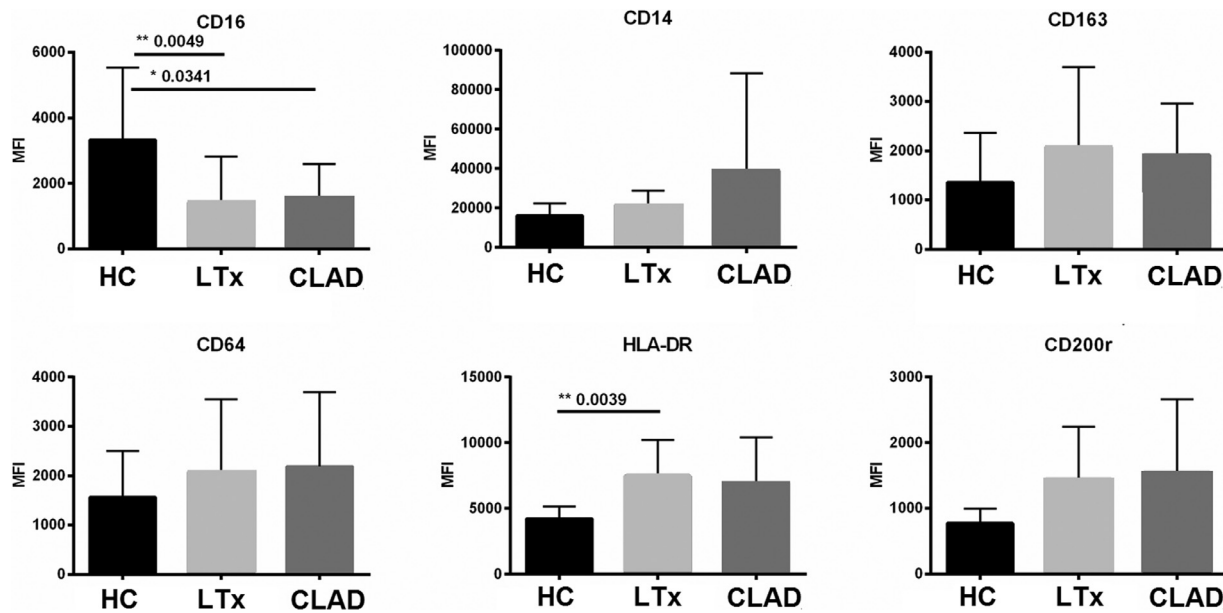 CD16
** 0.0049
* 0.0341
6000
4000
2000
0
MFI
HC LTx CLAD
CD14
100000
80000
60000
40000
20000
0
MFI
HC LTx CLAD
CD163
4000
3000
2000
1000
0
MFI
HC LTx CLAD
CD64
4000
3000
2000
1000
0
MFI
HC LTx CLAD
HLA-DR
** 0.0039
15000
10000
5000
0
MFI
HC LTx CLAD
CD200r
3000
2000
1000
0
MFI
HC LTx CLAD